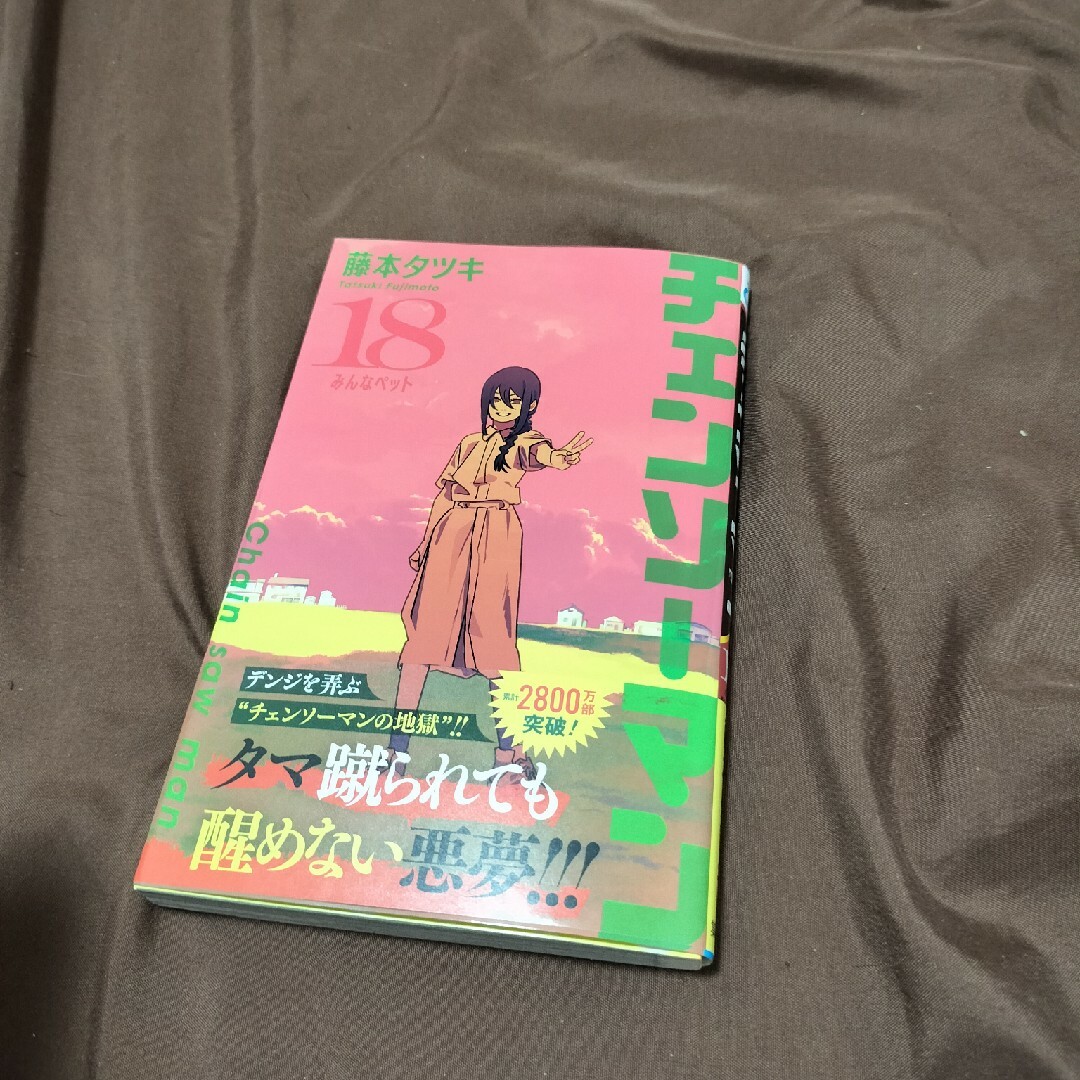 藤本タツキ
Tatsuki Fujimoto
18
みんなペット
チェンソーマン
Chain saw man
デンジを弄ぶ
“チェンソーマンの地獄”!!
累計2800万部
突破!
タマ蹴られても
醒めない悪夢!!!